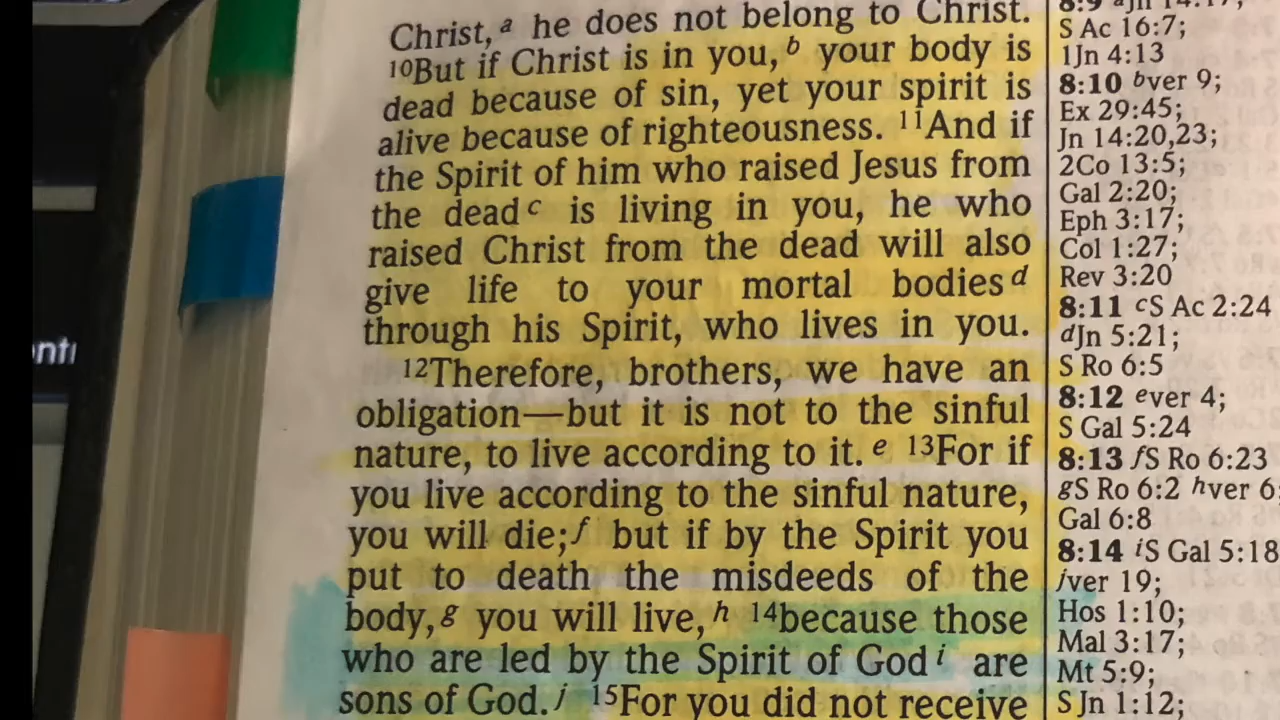 Christ, a he does not belong to Christ.
10But if Christ is in you, b your body is
dead because of sin, yet your spirit is
alive because of righteousness. 11And if
the Spirit of him who raised Jesus from
the dead c is living in you, he who
raised Christ from the dead will also
give life to your mortal bodies d
through his Spirit, who lives in you.
12Therefore, brothers, we have an
obligation—but it is not to the sinful
nature, to live according to it. e 13For if
you live according to the sinful nature,
you will die; f but if by the Spirit you
put to death the misdeeds of the
body, g you will live, h 14because those
who are led by the Spirit of God i are
sons of God. j 15For you did not receive
8:9 a Jn 14:17;
S Ac 16:7;
1Jn 4:13
8:10 bver 9;
Ex 29:45;
Jn 14:20,23;
2Co 13:5;
Gal 2:20;
Eph 3:17;
Col 1:27;
Rev 3:20
8:11 cS Ac 2:24
dJn 5:21;
S Ro 6:5
8:12 ever 4;
S Gal 5:24
8:13 fS Ro 6:23
gS Ro 6:2 hver 6
Gal 6:8
8:14 iS Gal 5:18
jver 19;
Hos 1:10;
Mal 3:17;
Mt 5:9;
S Jn 1:12;